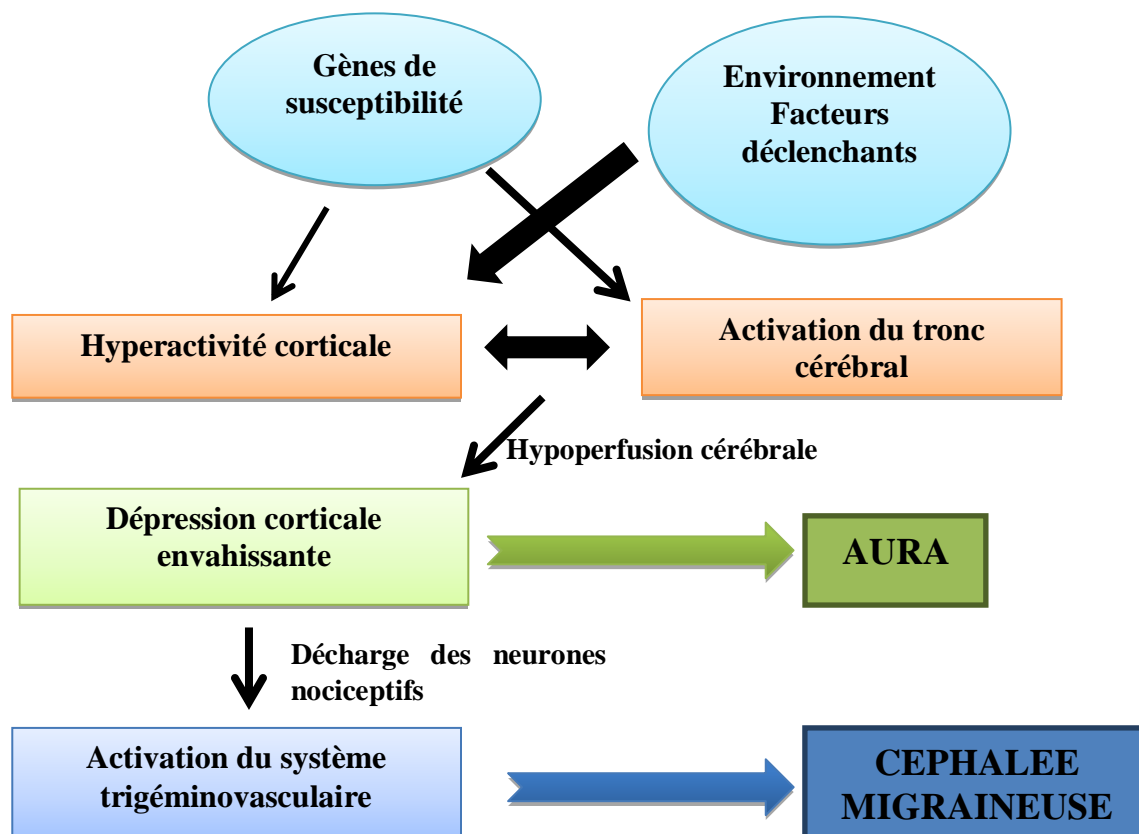 Gènes de
susceptibilité
Environnement
Facteurs
déclenchants
Hyperactivité corticale
Activation du tronc
cérébral
Hypoperfusion cérébrale
Dépression corticale
envahissante
AURA
Décharge des neurones
nociceptifs
Activation du système
trigéminovasculaire
CEPHALEE
MIGRAINEUSE